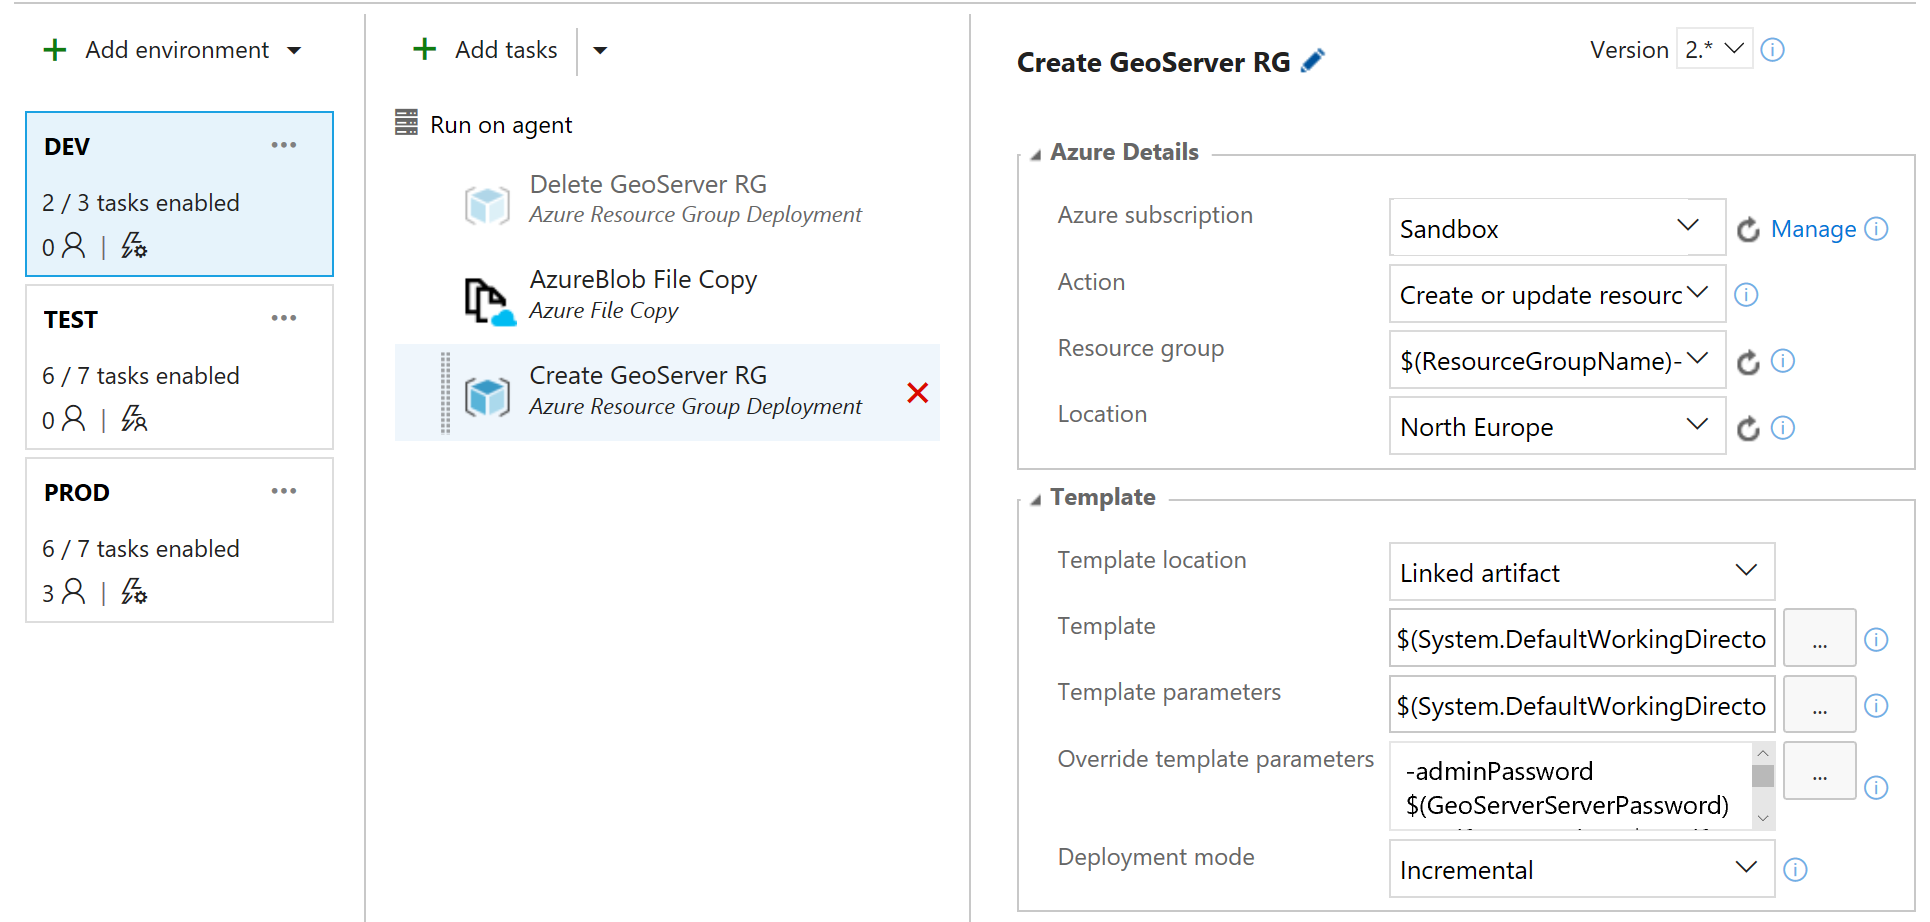 Add environment
DEV
2 / 3 tasks enabled
0
TEST
6 / 7 tasks enabled
0
PROD
6 / 7 tasks enabled
3
Add tasks
Run on agent
Delete GeoServer RG
Azure Resource Group Deployment
AzureBlob File Copy
Azure File Copy
Create GeoServer RG
Azure Resource Group Deployment
Create GeoServer RG
Version 2.*
Azure Details
Azure subscription
Sandbox
Manage
Action
Create or update resourc
Resource group
$(ResourceGroupName)-
Location
North Europe
Template
Template location
Linked artifact
Template
$(System.DefaultWorkingDirecto
...
Template parameters
$(System.DefaultWorkingDirecto
...
Override template parameters
-adminPassword
$(GeoServerServerPassword)
...
Deployment mode
Incremental